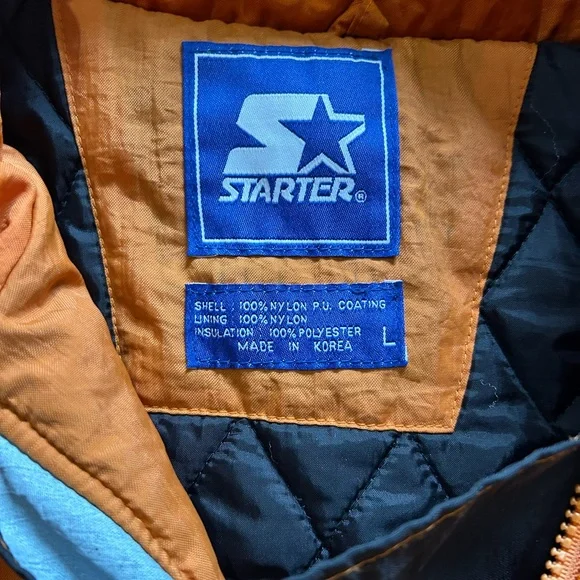 STARTER®
SHELL : 100% NYLON P.U. COATING
LINING : 100% NYLON
INSULATION : 100% POLYESTER
MADE IN KOREA
L